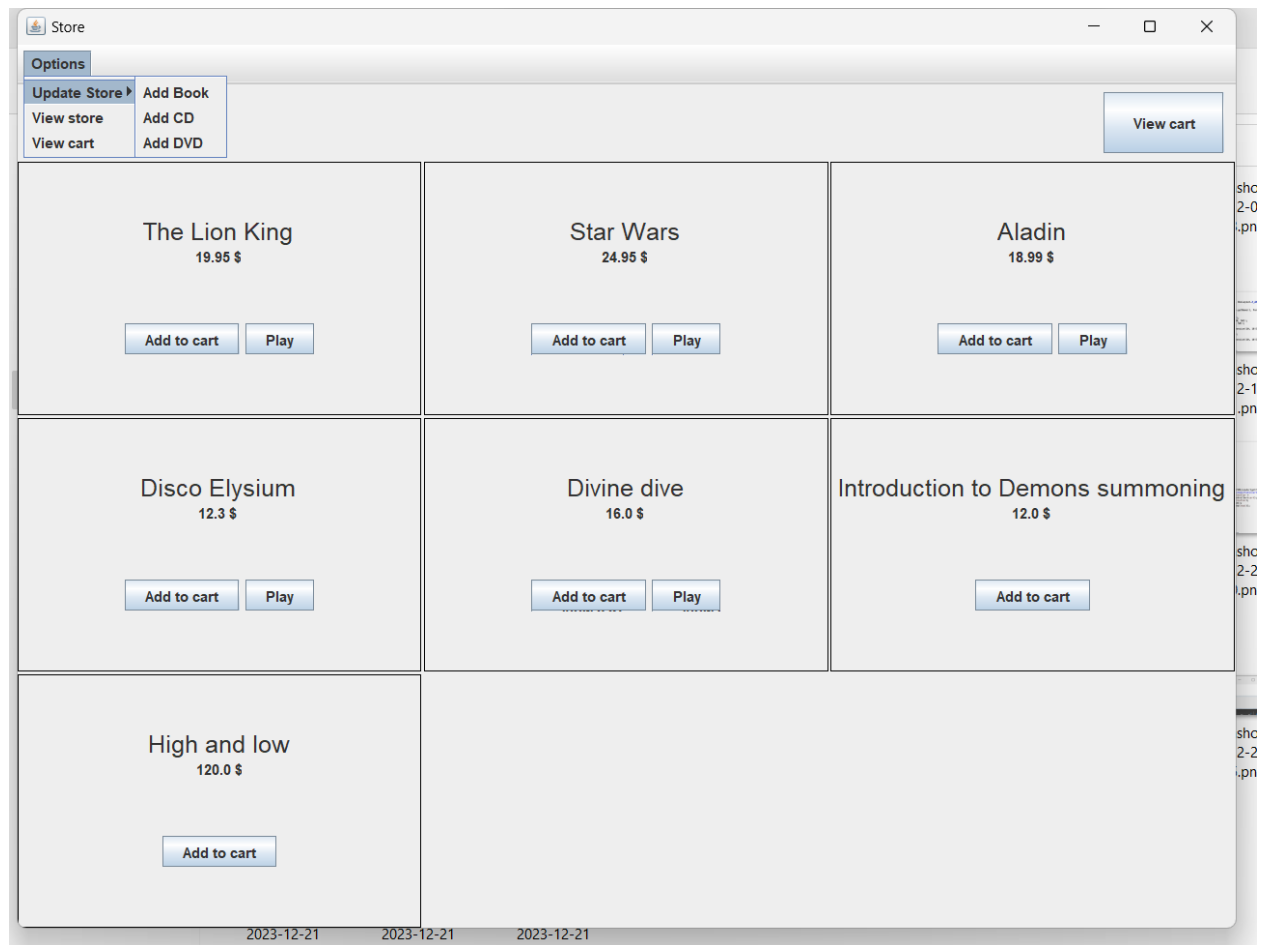 Store
Options
Update Store Add Book
View store Add CD
View cart Add DVD
View cart
The Lion King
19.95 $
Add to cart Play
Star Wars
24.95 $
Add to cart Play
Aladin
18.99 $
Add to cart Play
Disco Elysium
12.3 $
Add to cart Play
Divine dive
16.0 $
Add to cart Play
Introduction to Demons summoning
12.0 $
Add to cart
High and low
120.0 $
Add to cart
2023-12-21 2023-12-21 2023-12-21